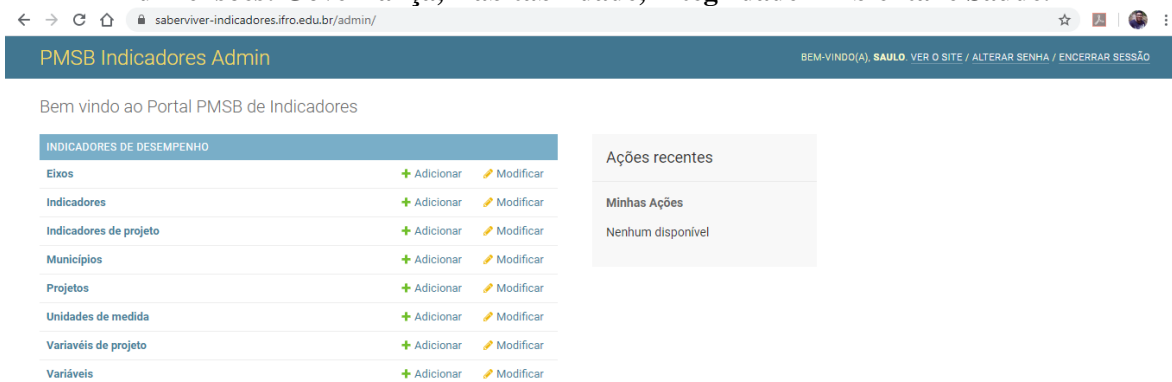 saberviver-indicadores.ifro.edu.br/admin/
PMSB Indicadores Admin
BEM-VINDO(A), SAULO. VER O SITE / ALTERAR SENHA / ENCERRAR SESSÃO
Bem vindo ao Portal PMSB de Indicadores
INDICADORES DE DESEMPENHO
Eixos Adicionar Modificar
Indicadores Adicionar Modificar
Indicadores de projeto Adicionar Modificar
Municípios Adicionar Modificar
Projetos Adicionar Modificar
Unidades de medida Adicionar Modificar
Variavéis de projeto Adicionar Modificar
Variáveis Adicionar Modificar
Ações recentes
Minhas Ações
Nenhum disponível